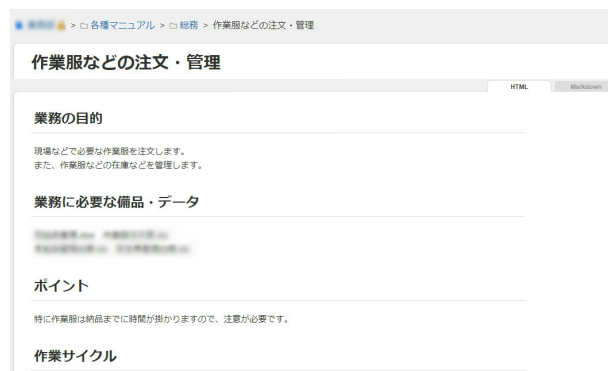 > 各種マニュアル > 総務 > 作業服などの注文・管理
作業服などの注文・管理
HTML Markdown
業務の目的
現場などで必要な作業服を注文します。
また、作業服などの在庫などを管理します。
業務に必要な備品・データ
ポイント
特に作業服は納品までに時間が掛かりますので、注意が必要です。
作業サイクル